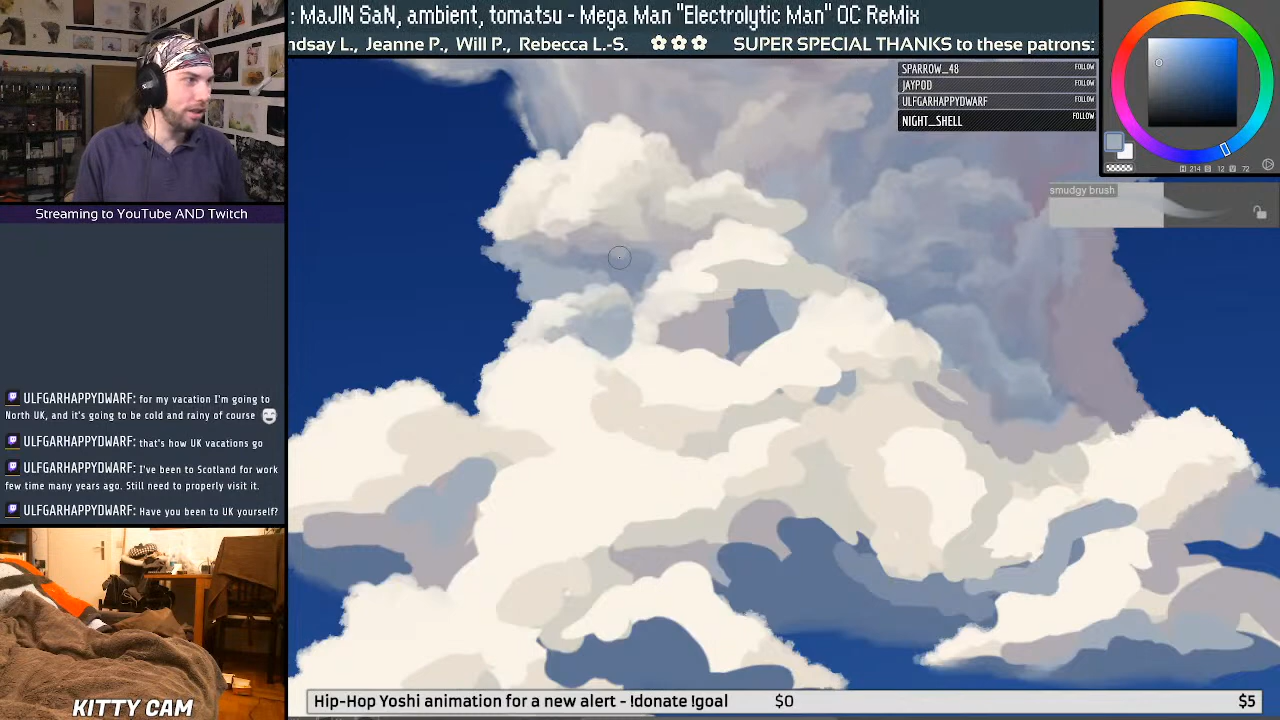 : MaJIN SaN, ambient, tomatsu - Mega Man "Electrolytic Man" OC ReMix
ndsay L., Jeanne P., Will P., Rebecca L.-S. ✿ ✿ ✿ SUPER SPECIAL THANKS to these patrons:
SPARROW_48 FOLLOW
JAYPOD FOLLOW
ULFGARHAPPYDWARF FOLLOW
NIGHT_SHELL FOLLOW
H 214 S 12 V 72
smudgy brush
Streaming to YouTube AND Twitch
ULFGARHAPPYDWARF: for my vacation I'm going to
North UK, and it's going to be cold and rainy of course
ULFGARHAPPYDWARF: that's how UK vacations go
ULFGARHAPPYDWARF: I've been to Scotland for work
few time many years ago. Still need to properly visit it.
ULFGARHAPPYDWARF: Have you been to UK yourself?
KITTY CAM
Hip-Hop Yoshi animation for a new alert - !donate !goal $0 $5